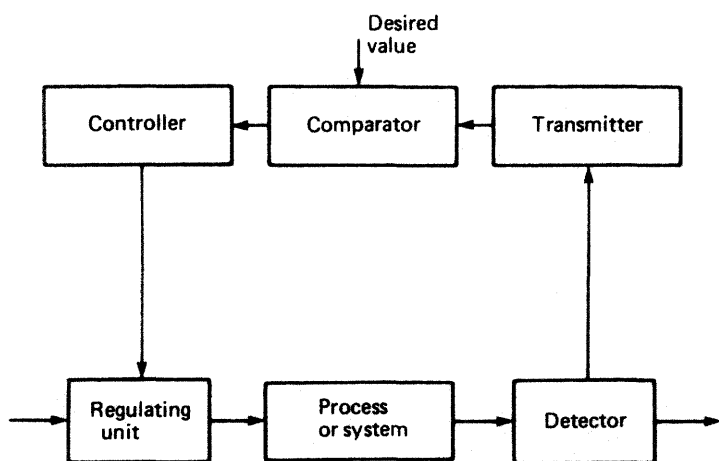 Desired
value
Controller
Comparator
Transmitter
Regulating
unit
Process
or system
Detector